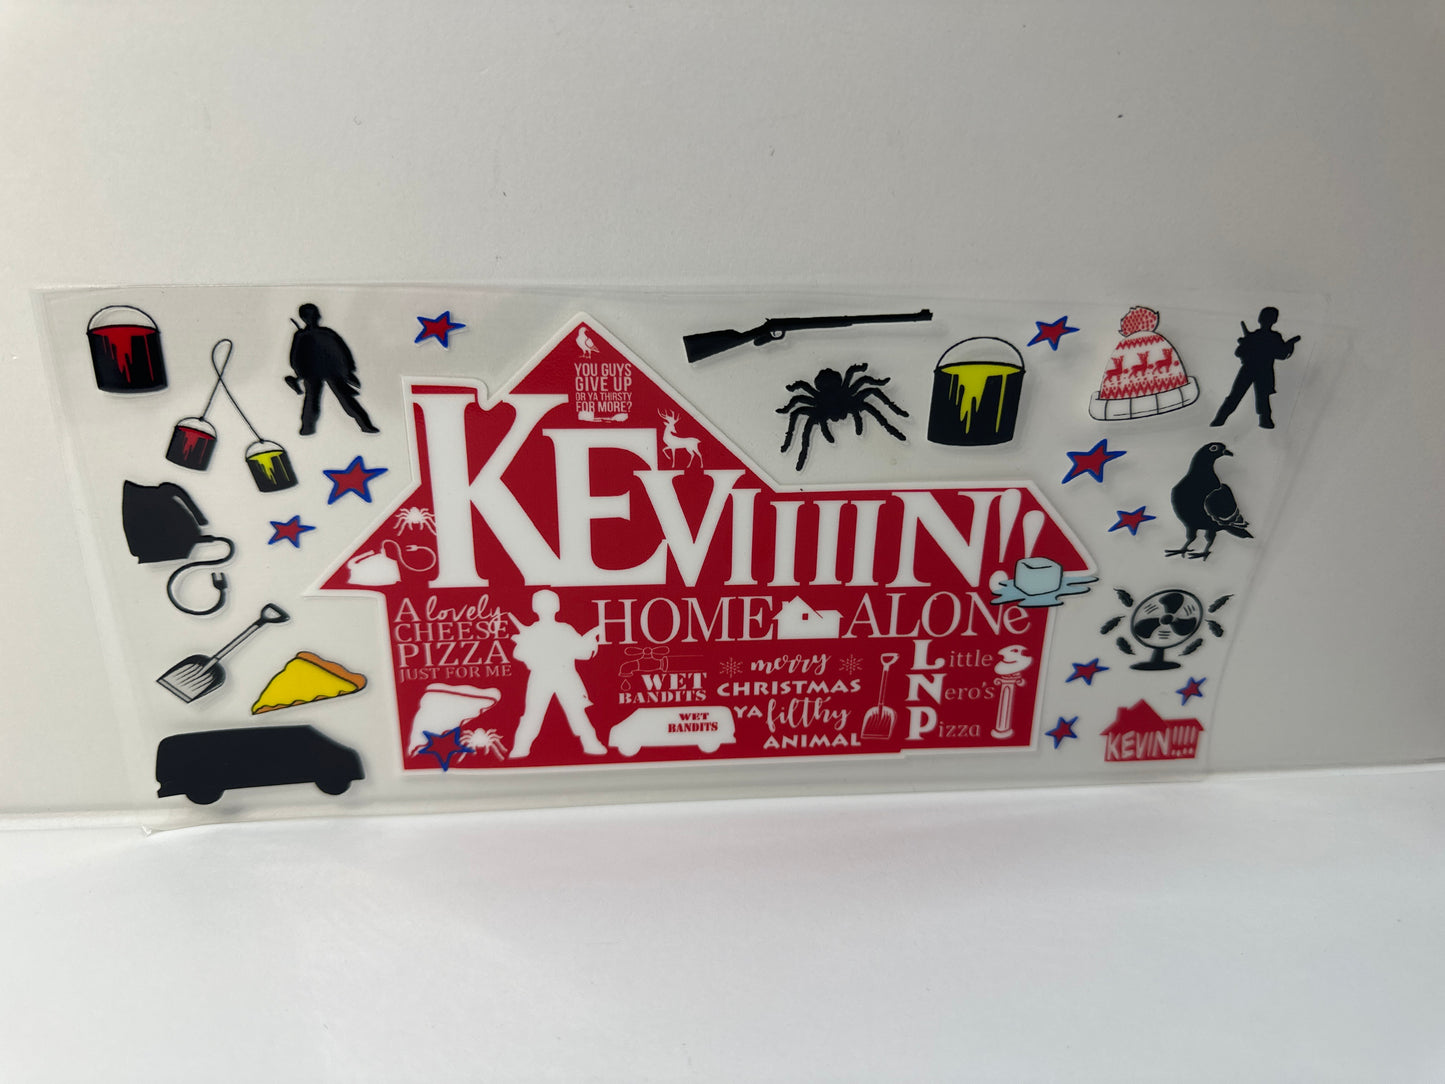 YOU GUYS
GIVE UP
OR YA THIRSTY
FOR MORE?
KEVIIIIN!!
HOME ALONe
A lovely
CHEESE
PIZZA
JUST FOR ME
WET
BANDITS
WET
BANDITS
merry
CHRISTMAS
YA filthy
ANIMAL
Little
Nero's
Pizza
KEVIN!!!!